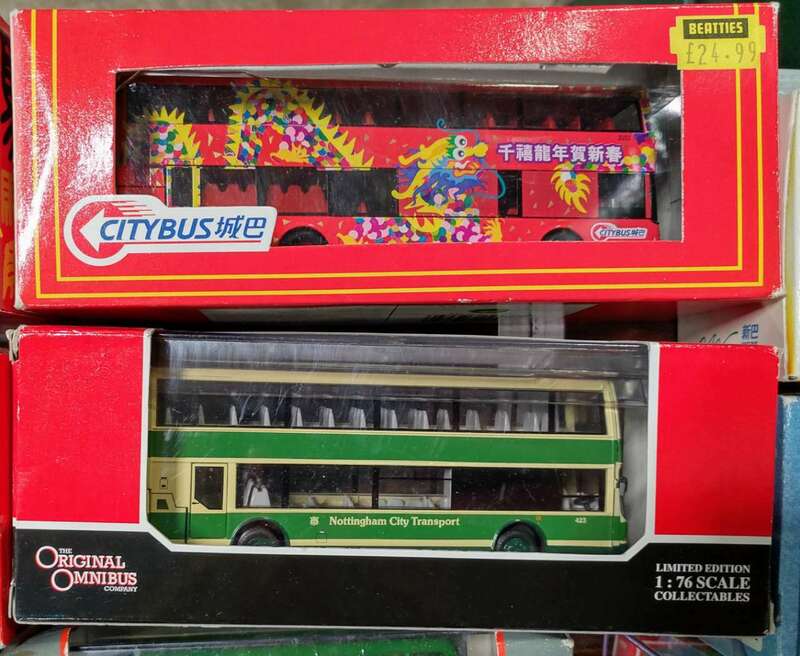 BEATTIES
£24.99
千禧龍年賀新春
CITYBUS城巴
CITYBUS城巴
新巴
Nottingham City Transport
423
THE
ORIGINAL
OMNIBUS
COMPANY
LIMITED EDITION
1:76 SCALE
COLLECTABLES